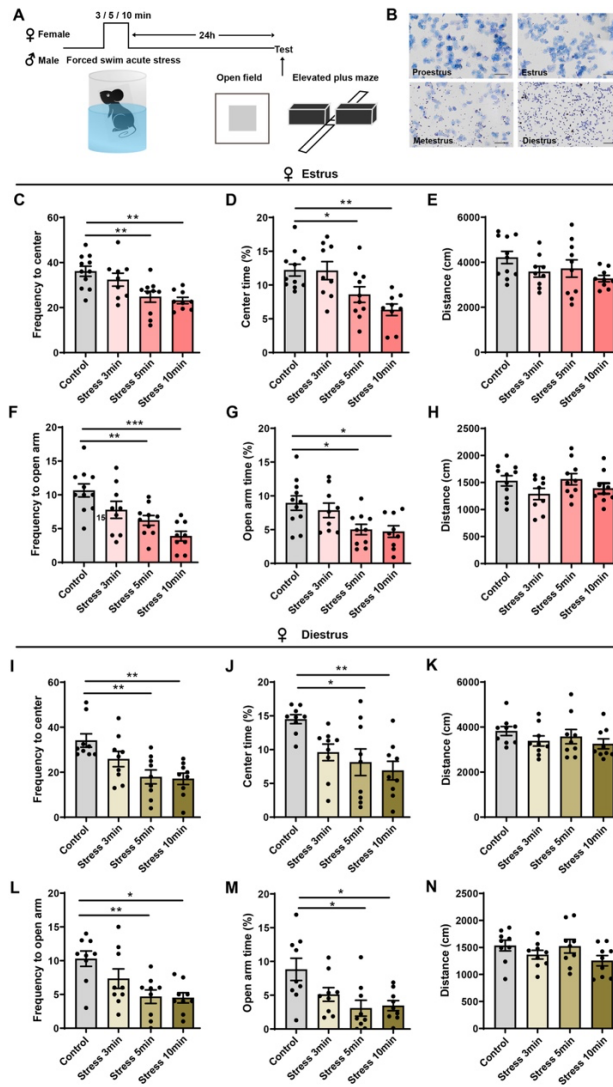 A
3 / 5 / 10 min
♀ Female
24h
Test
♂ Male
Forced swim acute stress
Open field
Elevated plus maze
B
Proestrus
Estrus
Metestrus
Diestrus
♀ Estrus
C
Frequency to center
60
40
20
0
** 
**
Control
Stress 3min
Stress 5min
Stress 10min
D
Center time (%)
20
15
10
5
0
**
*
Control
Stress 3min
Stress 5min
Stress 10min
E
Distance (cm)
6000
4000
2000
0
Control
Stress 3min
Stress 5min
Stress 10min
F
Frequency to open arm
20
15
10
5
0
***
**
15
Control
Stress 3min
Stress 5min
Stress 10min
G
Open arm time (%)
20
15
10
5
0
*
*
Control
Stress 3min
Stress 5min
Stress 10min
H
Distance (cm)
2500
2000
1500
1000
500
0
Control
Stress 3min
Stress 5min
Stress 10min
♀ Diestrus
I
Frequency to center
60
40
20
0
**
**
Control
Stress 3min
Stress 5min
Stress 10min
J
Center time (%)
20
15
10
5
0
**
*
Control
Stress 3min
Stress 5min
Stress 10min
K
Distance (cm)
6000
4000
2000
0
Control
Stress 3min
Stress 5min
Stress 10min
L
Frequency to open arm
20
15
10
5
0
*
**
Control
Stress 3min
Stress 5min
Stress 10min
M
Open arm time (%)
20
15
10
5
0
*
*
Control
Stress 3min
Stress 5min
Stress 10min
N
Distance (cm)
2500
2000
1500
1000
500
0
Control
Stress 3min
Stress 5min
Stress 10min